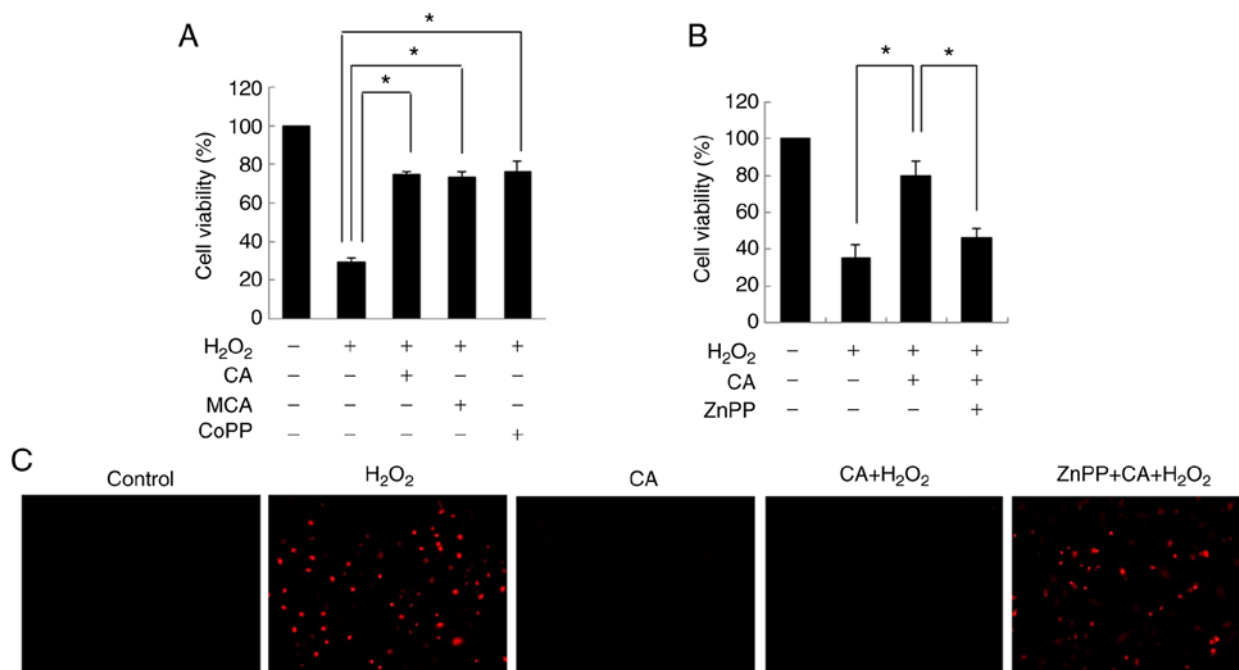 A
*
*
*
Cell viability (%)
120
100
80
60
40
20
0
H₂O₂ – + + + +
CA – – + – –
MCA – – – + –
CoPP – – – – +
B
* *
Cell viability (%)
120
100
80
60
40
20
0
H₂O₂ – + + +
CA – – + +
ZnPP – – – +
C
Control H₂O₂ CA CA+H₂O₂ ZnPP+CA+H₂O₂